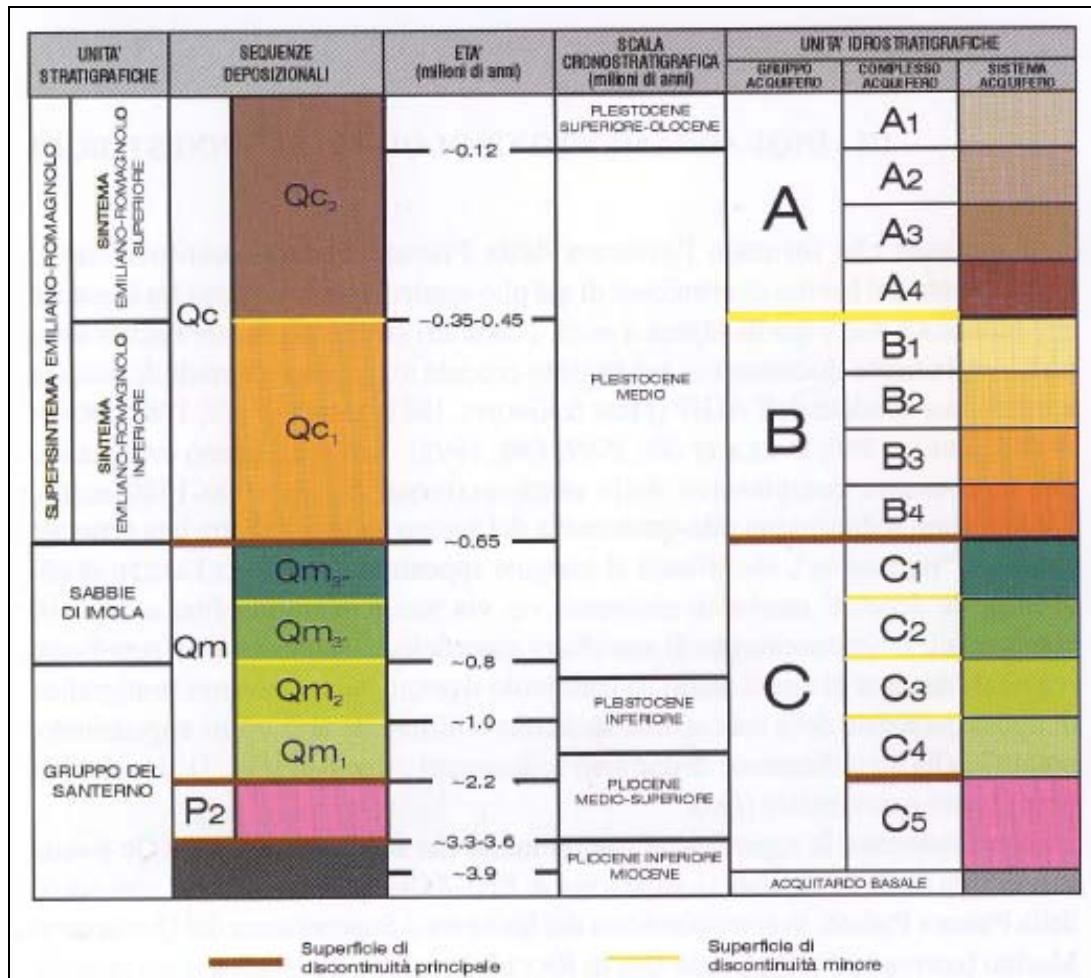 UNITA'
STRATIGRAFICHE
SEQUENZE
DEPOSIZIONALI
ETA'
(milioni di anni)
SCALA
CRONOSTRATIGRAFICA
(milioni di anni)
UNITA' IDROSTRATIGRAFICHE
GRUPPO
ACQUIFERO
COMPLESSO
ACQUIFERO
SISTEMA
ACQUIFERO
SUPERSINTEMA EMILIANO-ROMAGNOLO
SINTEMA
EMILIANO-ROMAGNOLO
SUPERIORE
SINTEMA
EMILIANO-ROMAGNOLO
INFERIORE
SABBIE
DI IMOLA
GRUPPO DEL
SANTERNO
Qc
Qm
P2
Qc2
Qc1
Qm3"
Qm3'
Qm2
Qm1
~0.12
~0.35-0.45
~0.65
~0.8
~1.0
~2.2
~3.3-3.6
~3.9
PLEISTOCENE
SUPERIORE-OLOCENE
PLEISTOCENE
MEDIO
PLEISTOCENE
INFERIORE
PLIOCENE
MEDIO-SUPERIORE
PLIOCENE INFERIORE
MIOCENE
A
B
C
A1
A2
A3
A4
B1
B2
B3
B4
C1
C2
C3
C4
C5
ACQUITARDO BASALE
Superficie di
discontinuità principale
Superficie di
discontinuità minore